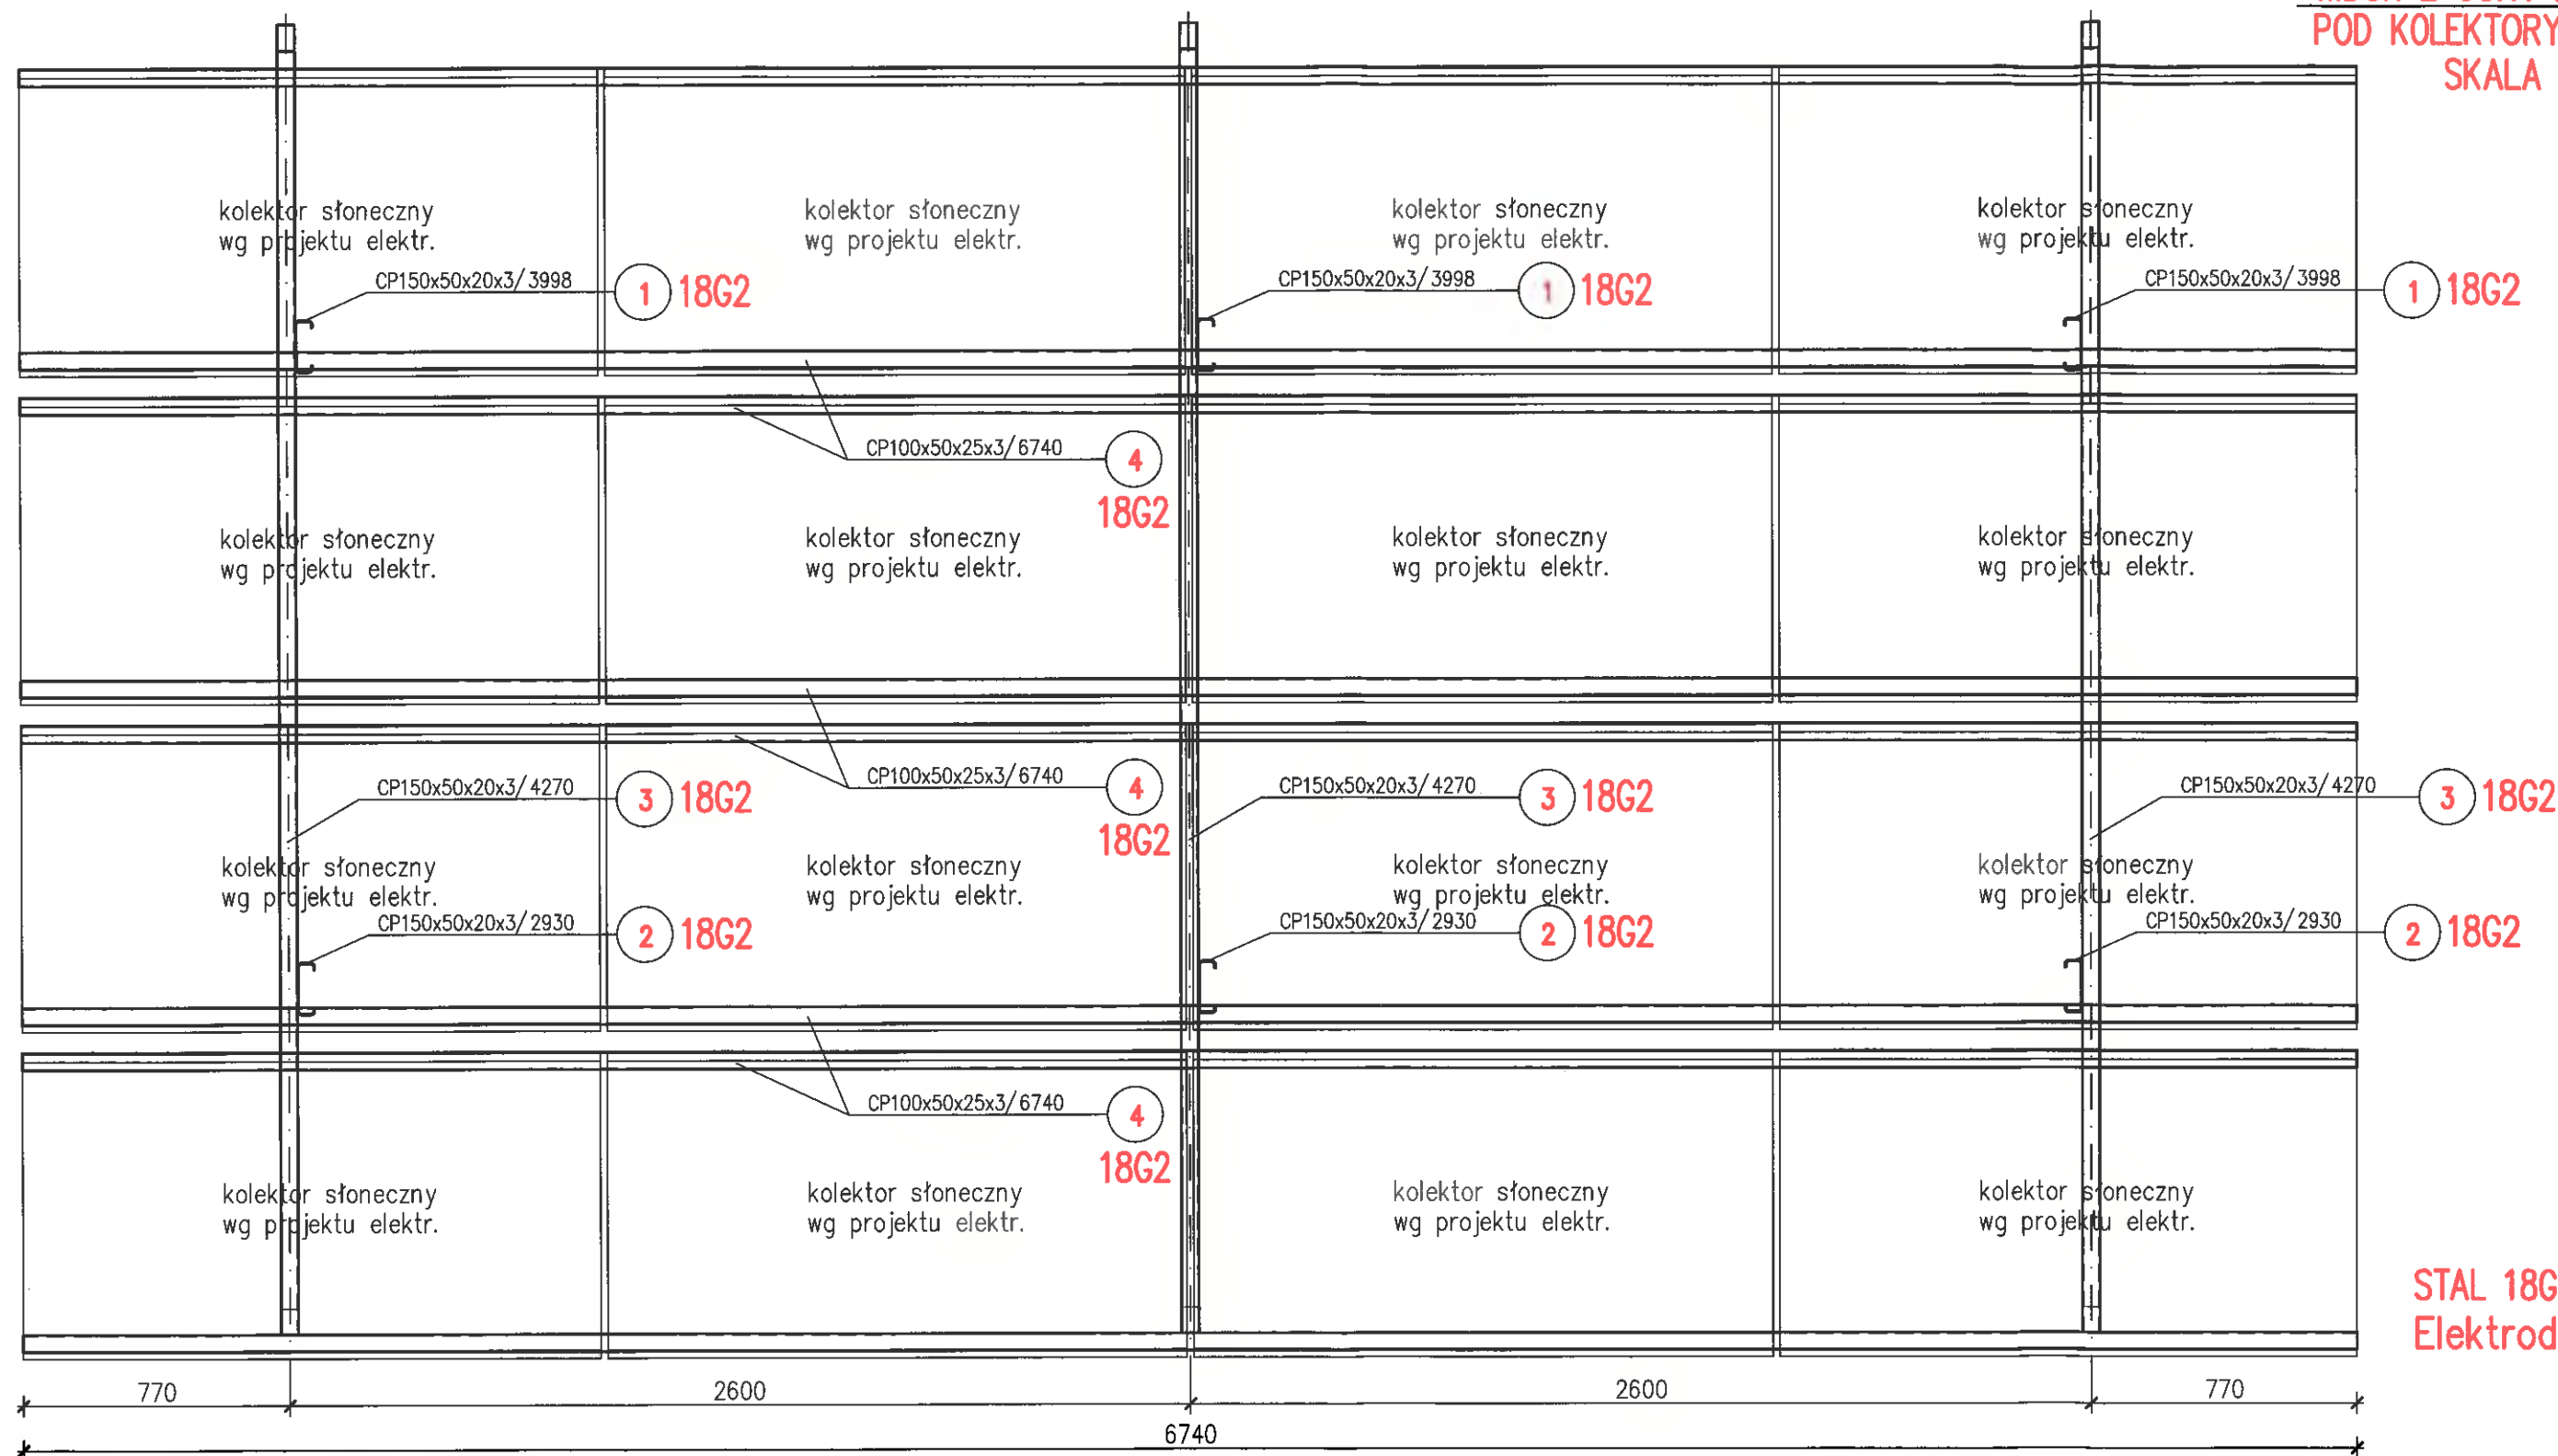 POD KOLEKTORY
SKALA
kolektor słoneczny
wg projektu elektr.
kolektor słoneczny
wg projektu elektr.
kolektor słoneczny
wg projektu elektr.
kolektor słoneczny
wg projektu elektr.
CP150x50x20x3/3998
1
18G2
CP150x50x20x3/3998
1
18G2
CP150x50x20x3/3998
1
18G2
CP100x50x25x3/6740
4
18G2
kolektor słoneczny
wg projektu elektr.
kolektor słoneczny
wg projektu elektr.
kolektor słoneczny
wg projektu elektr.
kolektor słoneczny
wg projektu elektr.
CP150x50x20x3/4270
3
18G2
CP100x50x25x3/6740
4
18G2
CP150x50x20x3/4270
3
18G2
CP150x50x20x3/4270
3
18G2
kolektor słoneczny
wg projektu elektr.
kolektor słoneczny
wg projektu elektr.
kolektor słoneczny
wg projektu elektr.
kolektor słoneczny
wg projektu elektr.
CP150x50x20x3/2930
2
18G2
CP150x50x20x3/2930
2
18G2
CP150x50x20x3/2930
2
18G2
CP100x50x25x3/6740
4
18G2
kolektor słoneczny
wg projektu elektr.
kolektor słoneczny
wg projektu elektr.
kolektor słoneczny
wg projektu elektr.
kolektor słoneczny
wg projektu elektr.
STAL 18G
Elektrod
770
2600
2600
770
6740